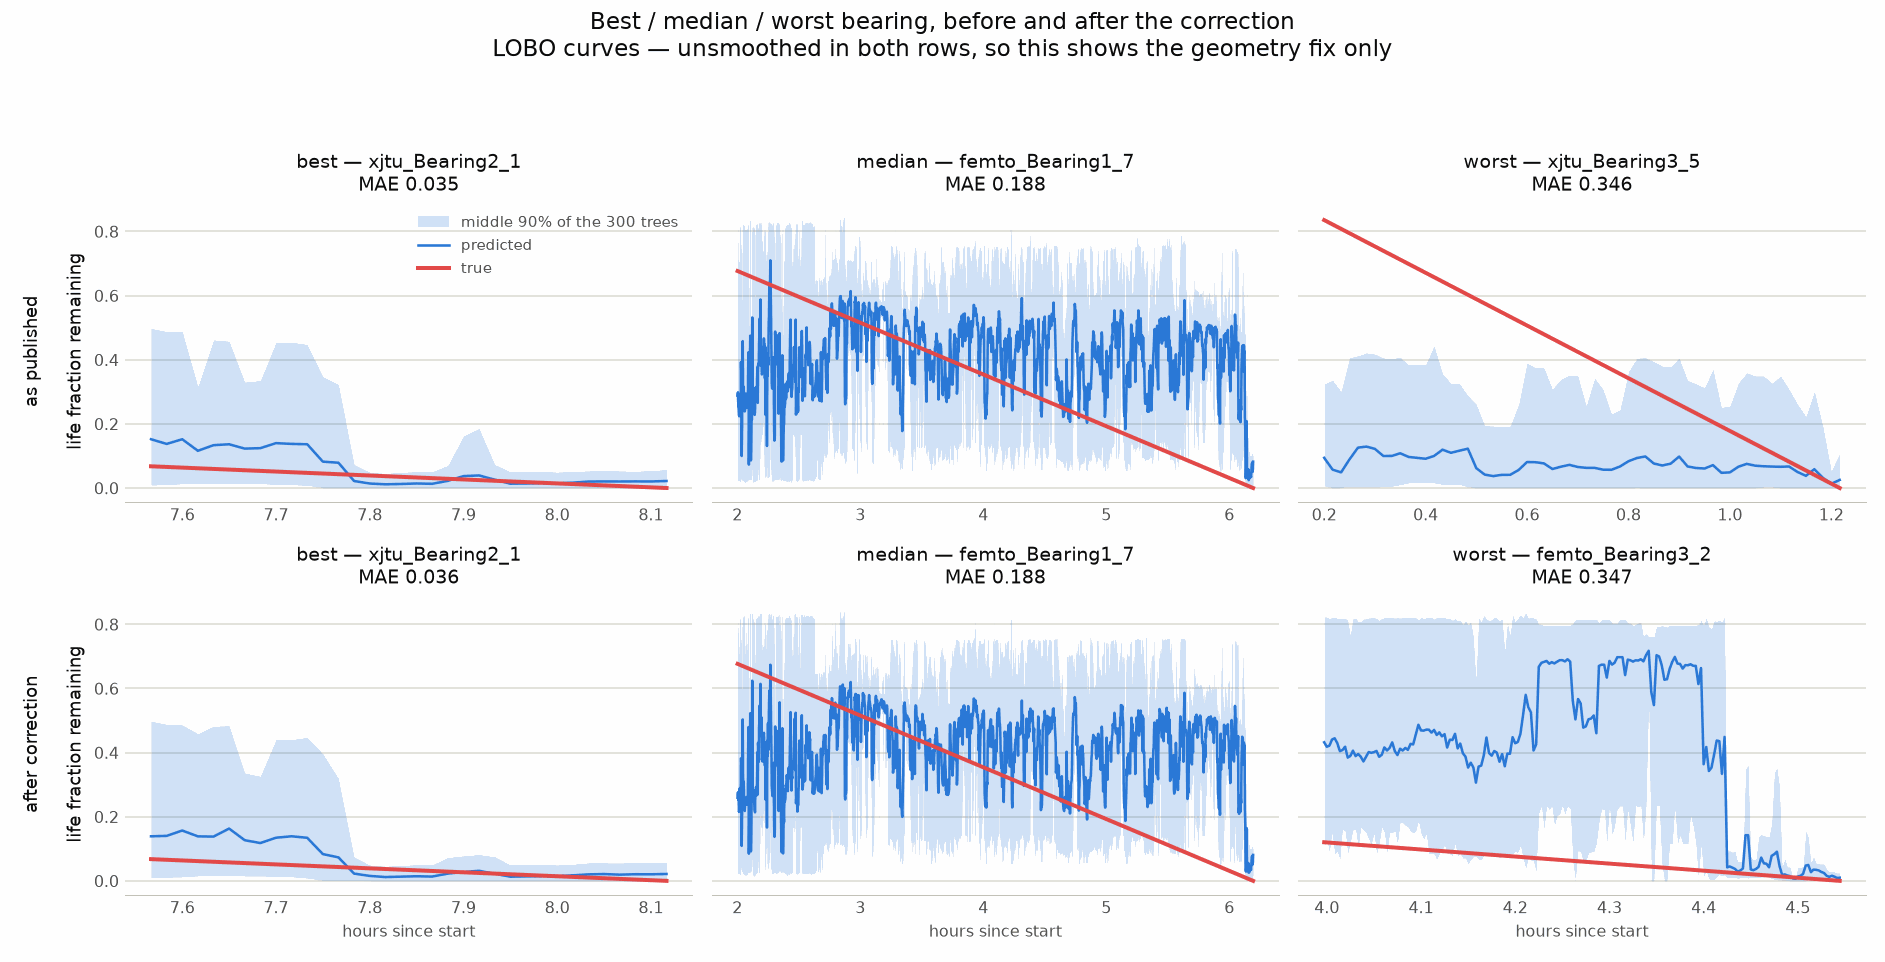 Best / median / worst bearing, before and after the correction
LOBO curves — unsmoothed in both rows, so this shows the geometry fix only
as published
life fraction remaining
best — xjtu_Bearing2_1
MAE 0.035
middle 90% of the 300 trees
predicted
true
0.8
0.6
0.4
0.2
0.0
7.6 7.7 7.8 7.9 8.0 8.1
median — femto_Bearing1_7
MAE 0.188
2 3 4 5 6
worst — xjtu_Bearing3_5
MAE 0.346
0.2 0.4 0.6 0.8 1.0 1.2
after correction
life fraction remaining
best — xjtu_Bearing2_1
MAE 0.036
0.8
0.6
0.4
0.2
0.0
7.6 7.7 7.8 7.9 8.0 8.1
hours since start
median — femto_Bearing1_7
MAE 0.188
2 3 4 5 6
hours since start
worst — femto_Bearing3_2
MAE 0.347
4.0 4.1 4.2 4.3 4.4 4.5
hours since start